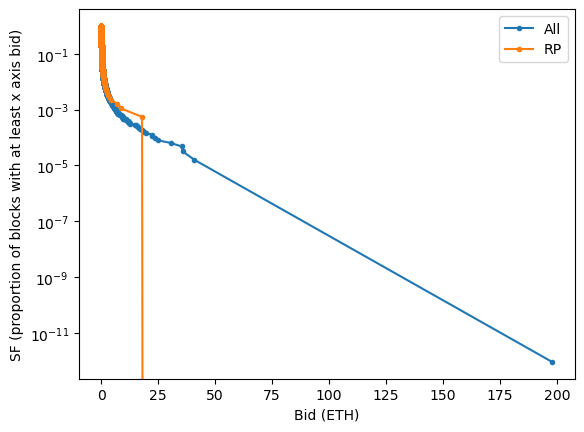 All
RP
SF (proportion of blocks with at least x axis bid)
10⁻¹
10⁻³
10⁻⁵
10⁻⁷
10⁻⁹
10⁻¹¹
0 25 50 75 100 125 150 175 200
Bid (ETH)